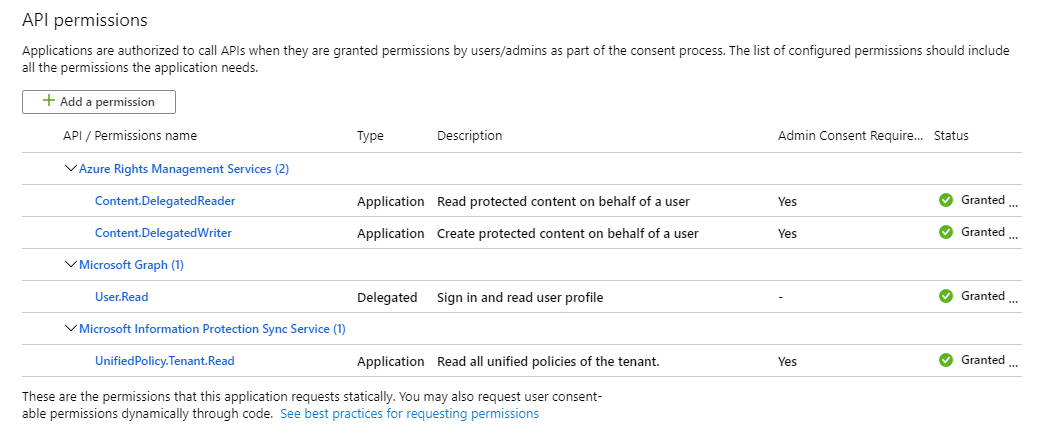 API permissions
Applications are authorized to call APIs when they are granted permissions by users/admins as part of the consent process. The list of configured permissions should include
all the permissions the application needs.
+ Add a permission
API / Permissions name Type Description Admin Consent Require... Status
Azure Rights Management Services (2)
Content.DelegatedReader Application Read protected content on behalf of a user Yes Granted ...
Content.DelegatedWriter Application Create protected content on behalf of a user Yes Granted ...
Microsoft Graph (1)
User.Read Delegated Sign in and read user profile - Granted ...
Microsoft Information Protection Sync Service (1)
UnifiedPolicy.Tenant.Read Application Read all unified policies of the tenant. Yes Granted ...
These are the permissions that this application requests statically. You may also request user consent-
able permissions dynamically through code. See best practices for requesting permissions